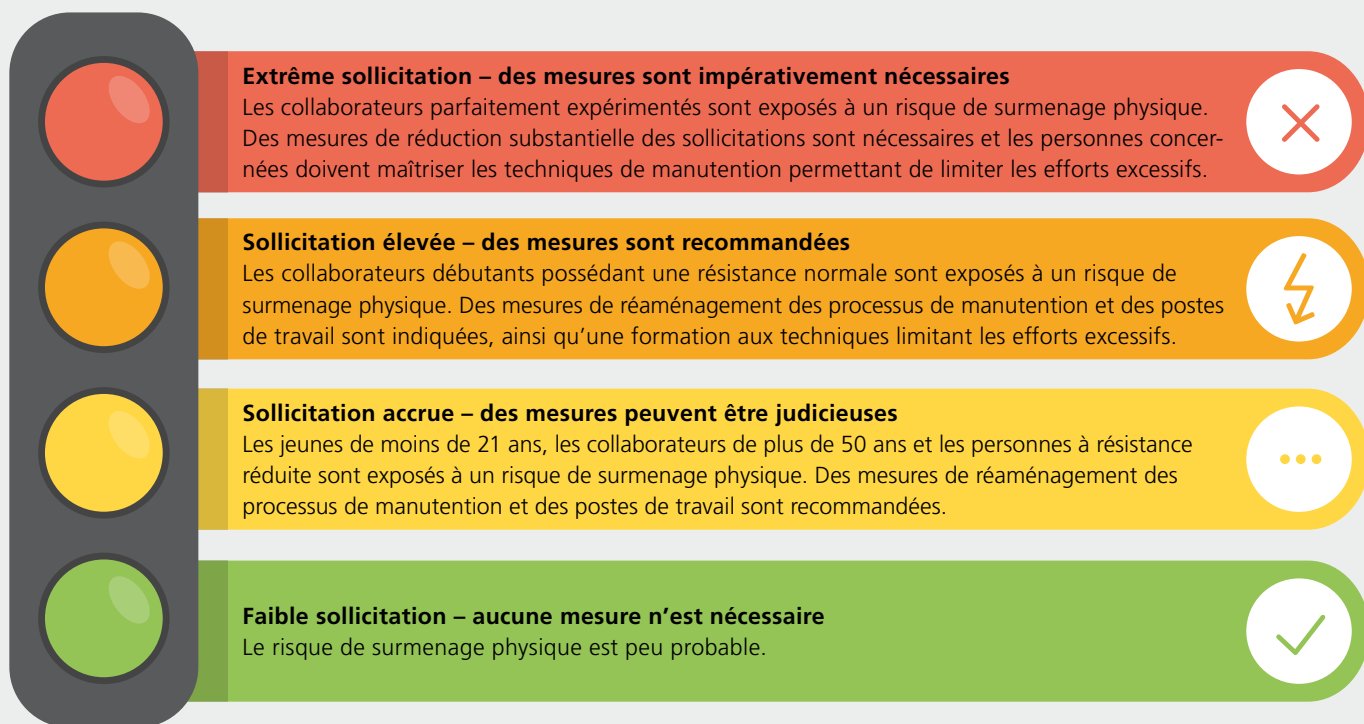 Extrême sollicitation – des mesures sont impérativement nécessaires
Les collaborateurs parfaitement expérimentés sont exposés à un risque de surmenage physique.
Des mesures de réduction substantielle des sollicitations sont nécessaires et les personnes concer-
nées doivent maîtriser les techniques de manutention permettant de limiter les efforts excessifs.
Sollicitation élevée – des mesures sont recommandées
Les collaborateurs débutants possédant une résistance normale sont exposés à un risque de
surmenage physique. Des mesures de réaménagement des processus de manutention et des postes
de travail sont indiquées, ainsi qu’une formation aux techniques limitant les efforts excessifs.
Sollicitation accrue – des mesures peuvent être judicieuses
Les jeunes de moins de 21 ans, les collaborateurs de plus de 50 ans et les personnes à résistance
réduite sont exposés à un risque de surmenage physique. Des mesures de réaménagement des
processus de manutention et des postes de travail sont recommandées.
Faible sollicitation – aucune mesure n’est nécessaire
Le risque de surmenage physique est peu probable.